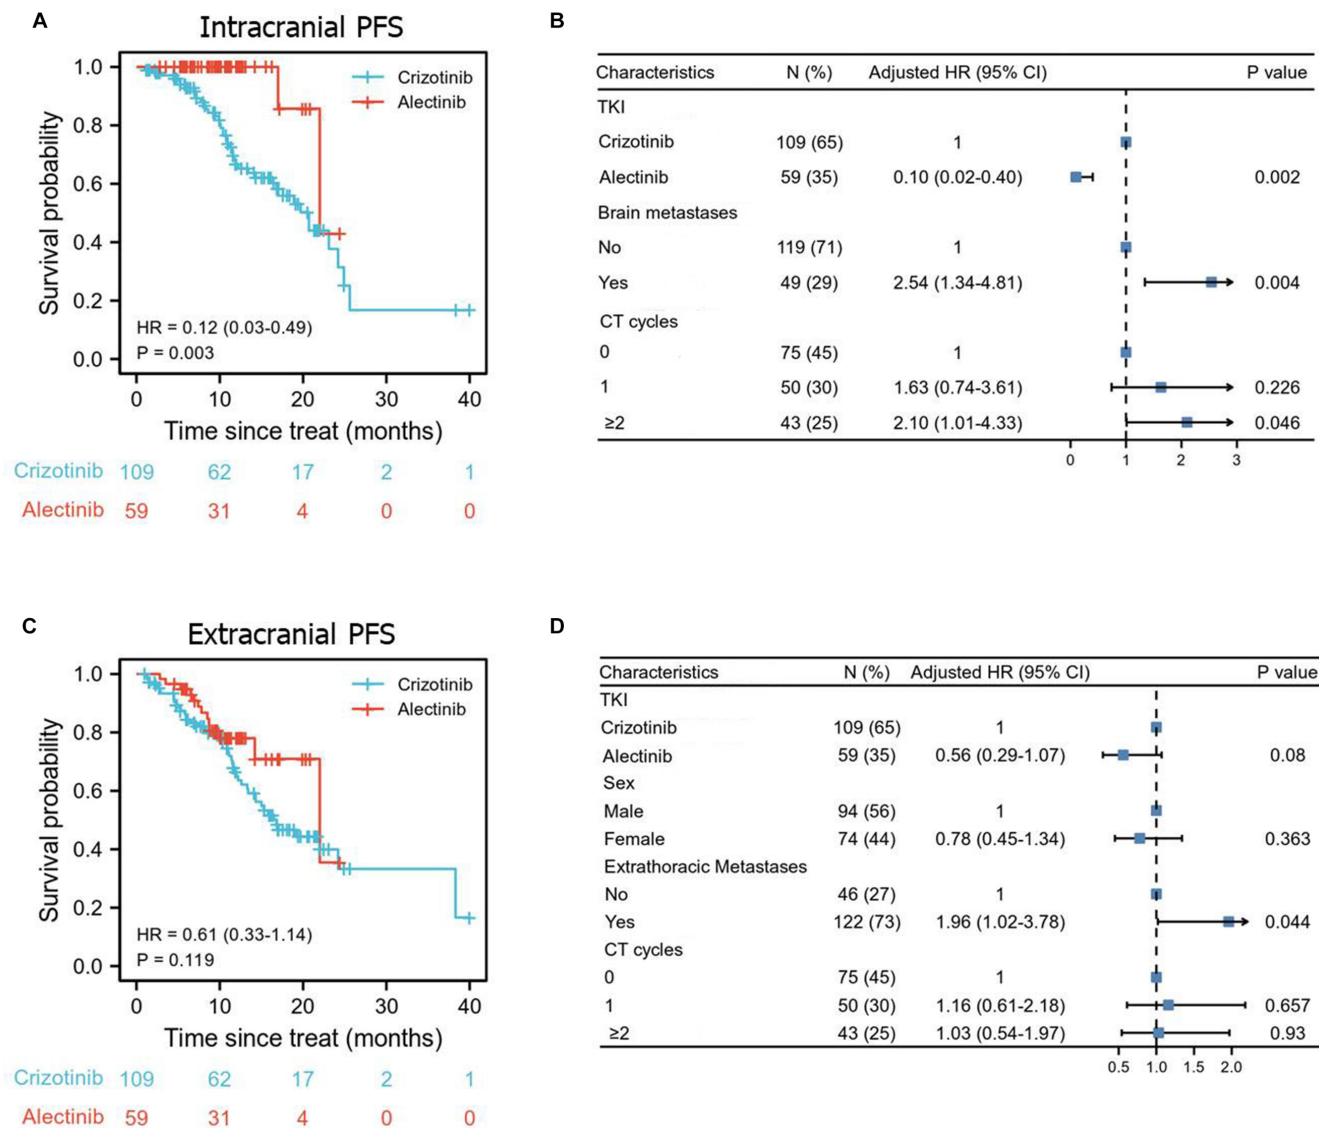 A
Intracranial PFS
Survival probability
1.0
0.8
0.6
0.4
0.2
0.0
Crizotinib
Alectinib
HR = 0.12 (0.03-0.49)
P = 0.003
0 10 20 30 40
Time since treat (months)
Crizotinib 109 62 17 2 1
Alectinib 59 31 4 0 0
B
Characteristics N (%) Adjusted HR (95% CI) P value
TKI
Crizotinib 109 (65) 1
Alectinib 59 (35) 0.10 (0.02-0.40) 0.002
Brain metastases
No 119 (71) 1
Yes 49 (29) 2.54 (1.34-4.81) 0.004
CT cycles
0 75 (45) 1
1 50 (30) 1.63 (0.74-3.61) 0.226
≥2 43 (25) 2.10 (1.01-4.33) 0.046
0 1 2 3
C
Extracranial PFS
Survival probability
1.0
0.8
0.6
0.4
0.2
0.0
Crizotinib
Alectinib
HR = 0.61 (0.33-1.14)
P = 0.119
0 10 20 30 40
Time since treat (months)
Crizotinib 109 62 17 2 1
Alectinib 59 31 4 0 0
D
Characteristics N (%) Adjusted HR (95% CI) P value
TKI
Crizotinib 109 (65) 1
Alectinib 59 (35) 0.56 (0.29-1.07) 0.08
Sex
Male 94 (56) 1
Female 74 (44) 0.78 (0.45-1.34) 0.363
Extrathoracic Metastases
No 46 (27) 1
Yes 122 (73) 1.96 (1.02-3.78) 0.044
CT cycles
0 75 (45) 1
1 50 (30) 1.16 (0.61-2.18) 0.657
≥2 43 (25) 1.03 (0.54-1.97) 0.93
0.5 1.0 1.5 2.0